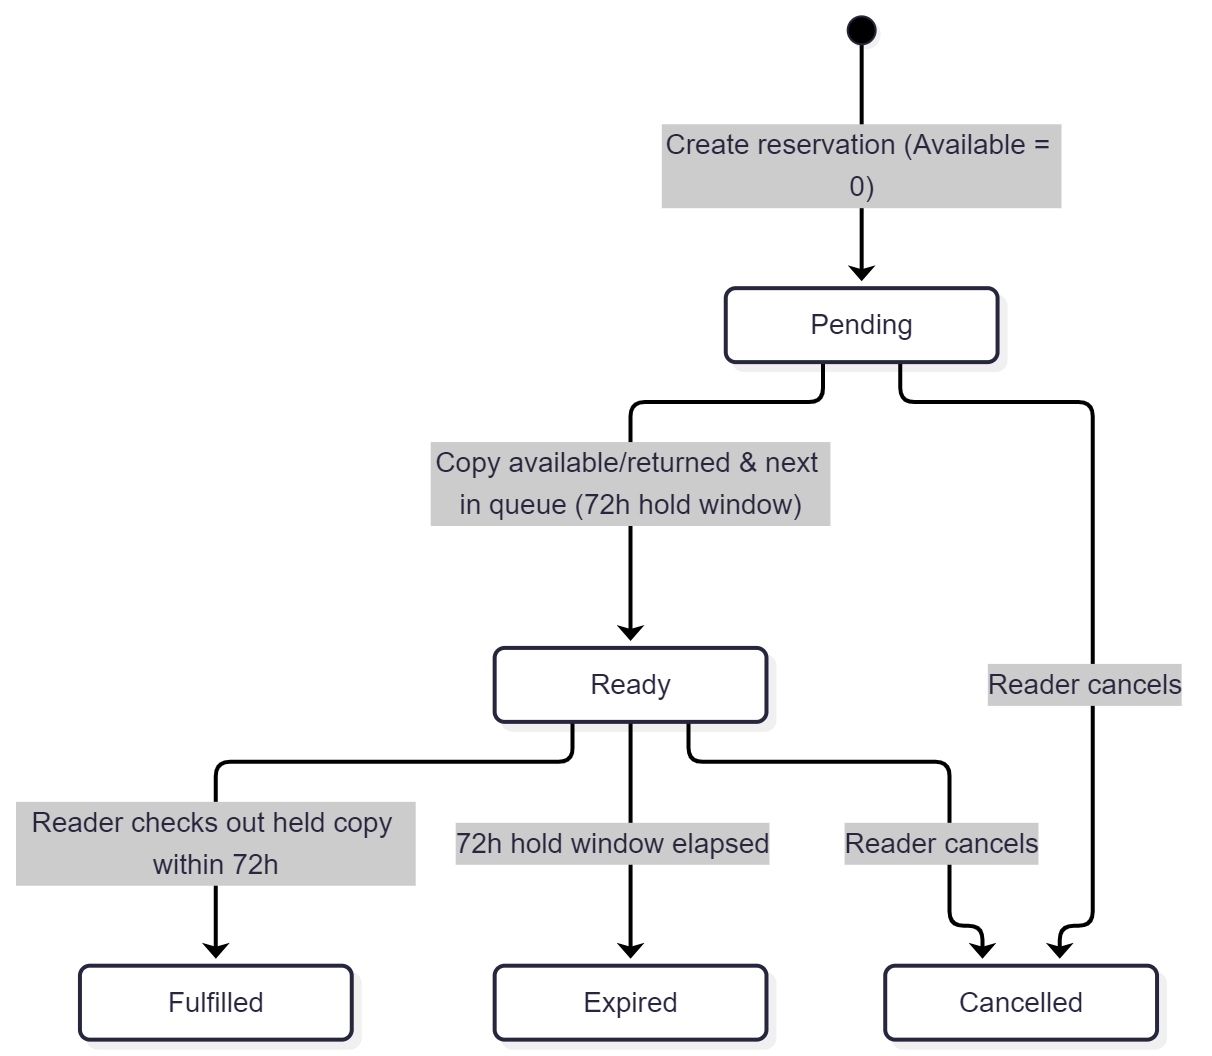 Create reservation (Available =
0)
Pending
Copy available/returned & next
in queue (72h hold window)
Ready
Reader cancels
Reader checks out held copy
within 72h
72h hold window elapsed
Reader cancels
Fulfilled
Expired
Cancelled